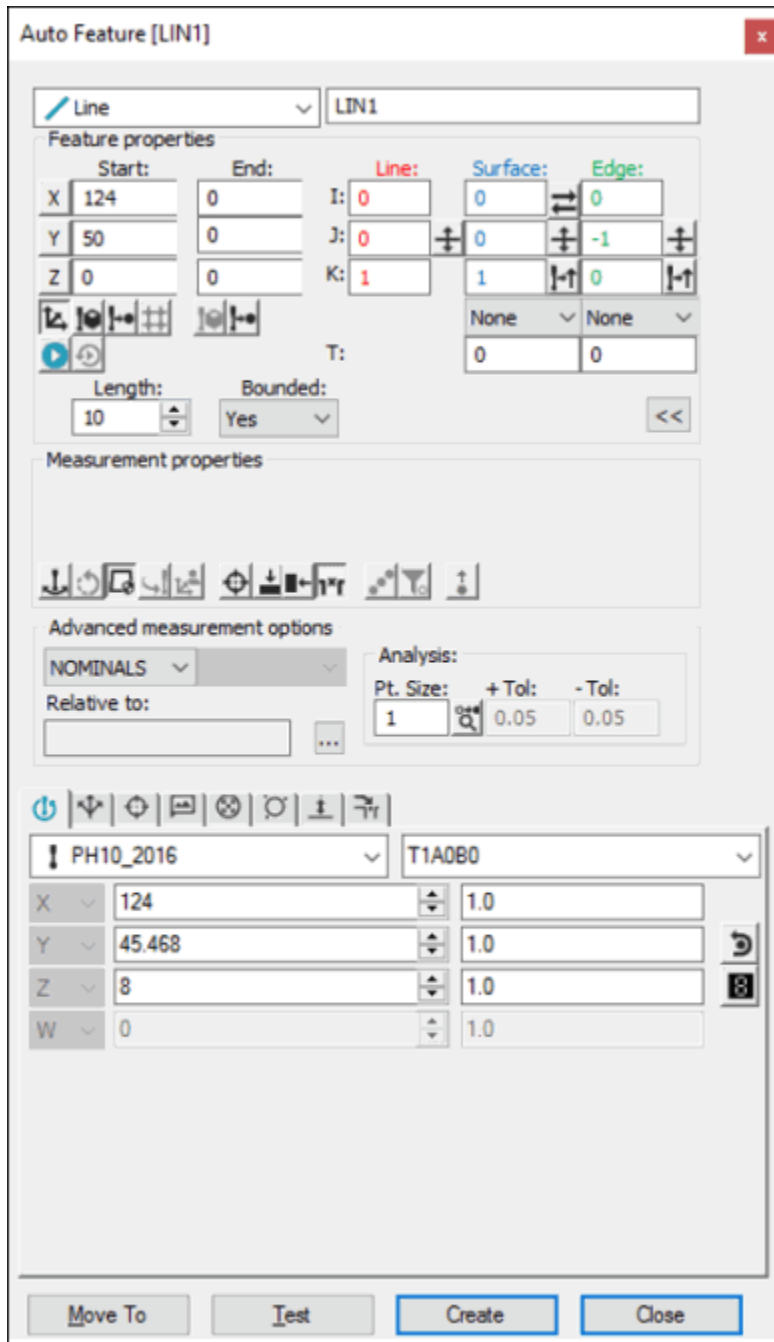 Auto Feature [LIN1]
x
Line LIN1
Feature properties
Start: End: Line: Surface: Edge:
X 124 0 I: 0 0 0
Y 50 0 J: 0 0 -1
Z 0 0 K: 1 1 0
None None
T: 0 0
Length: Bounded:
10 Yes <<
Measurement properties
Advanced measurement options
NOMINALS Analysis:
Pt. Size: + Tol: - Tol:
Relative to: 1 0.05 0.05
...
PH10_2016 T1A0B0
X 124 1.0
Y 45.468 1.0
Z 8 1.0
8
W 0 1.0
Move To Test Create Close